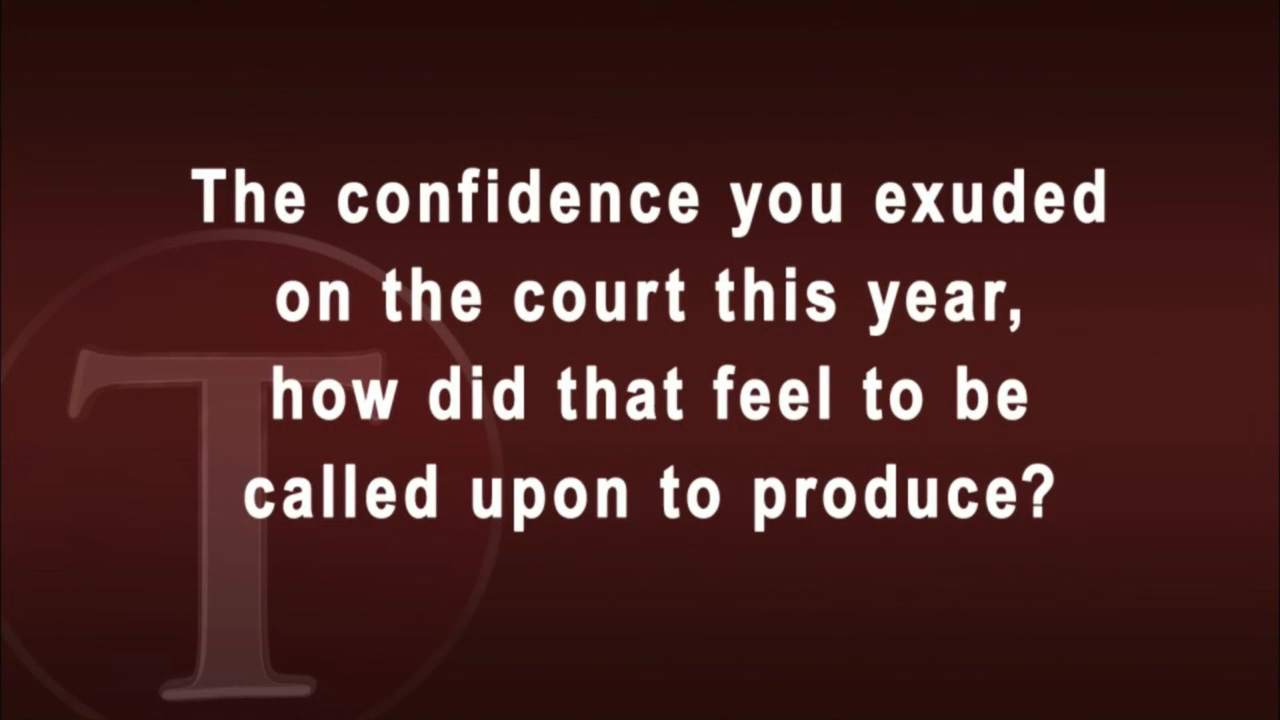 The confidence you exuded
on the court this year,
how did that feel to be
called upon to produce?
T